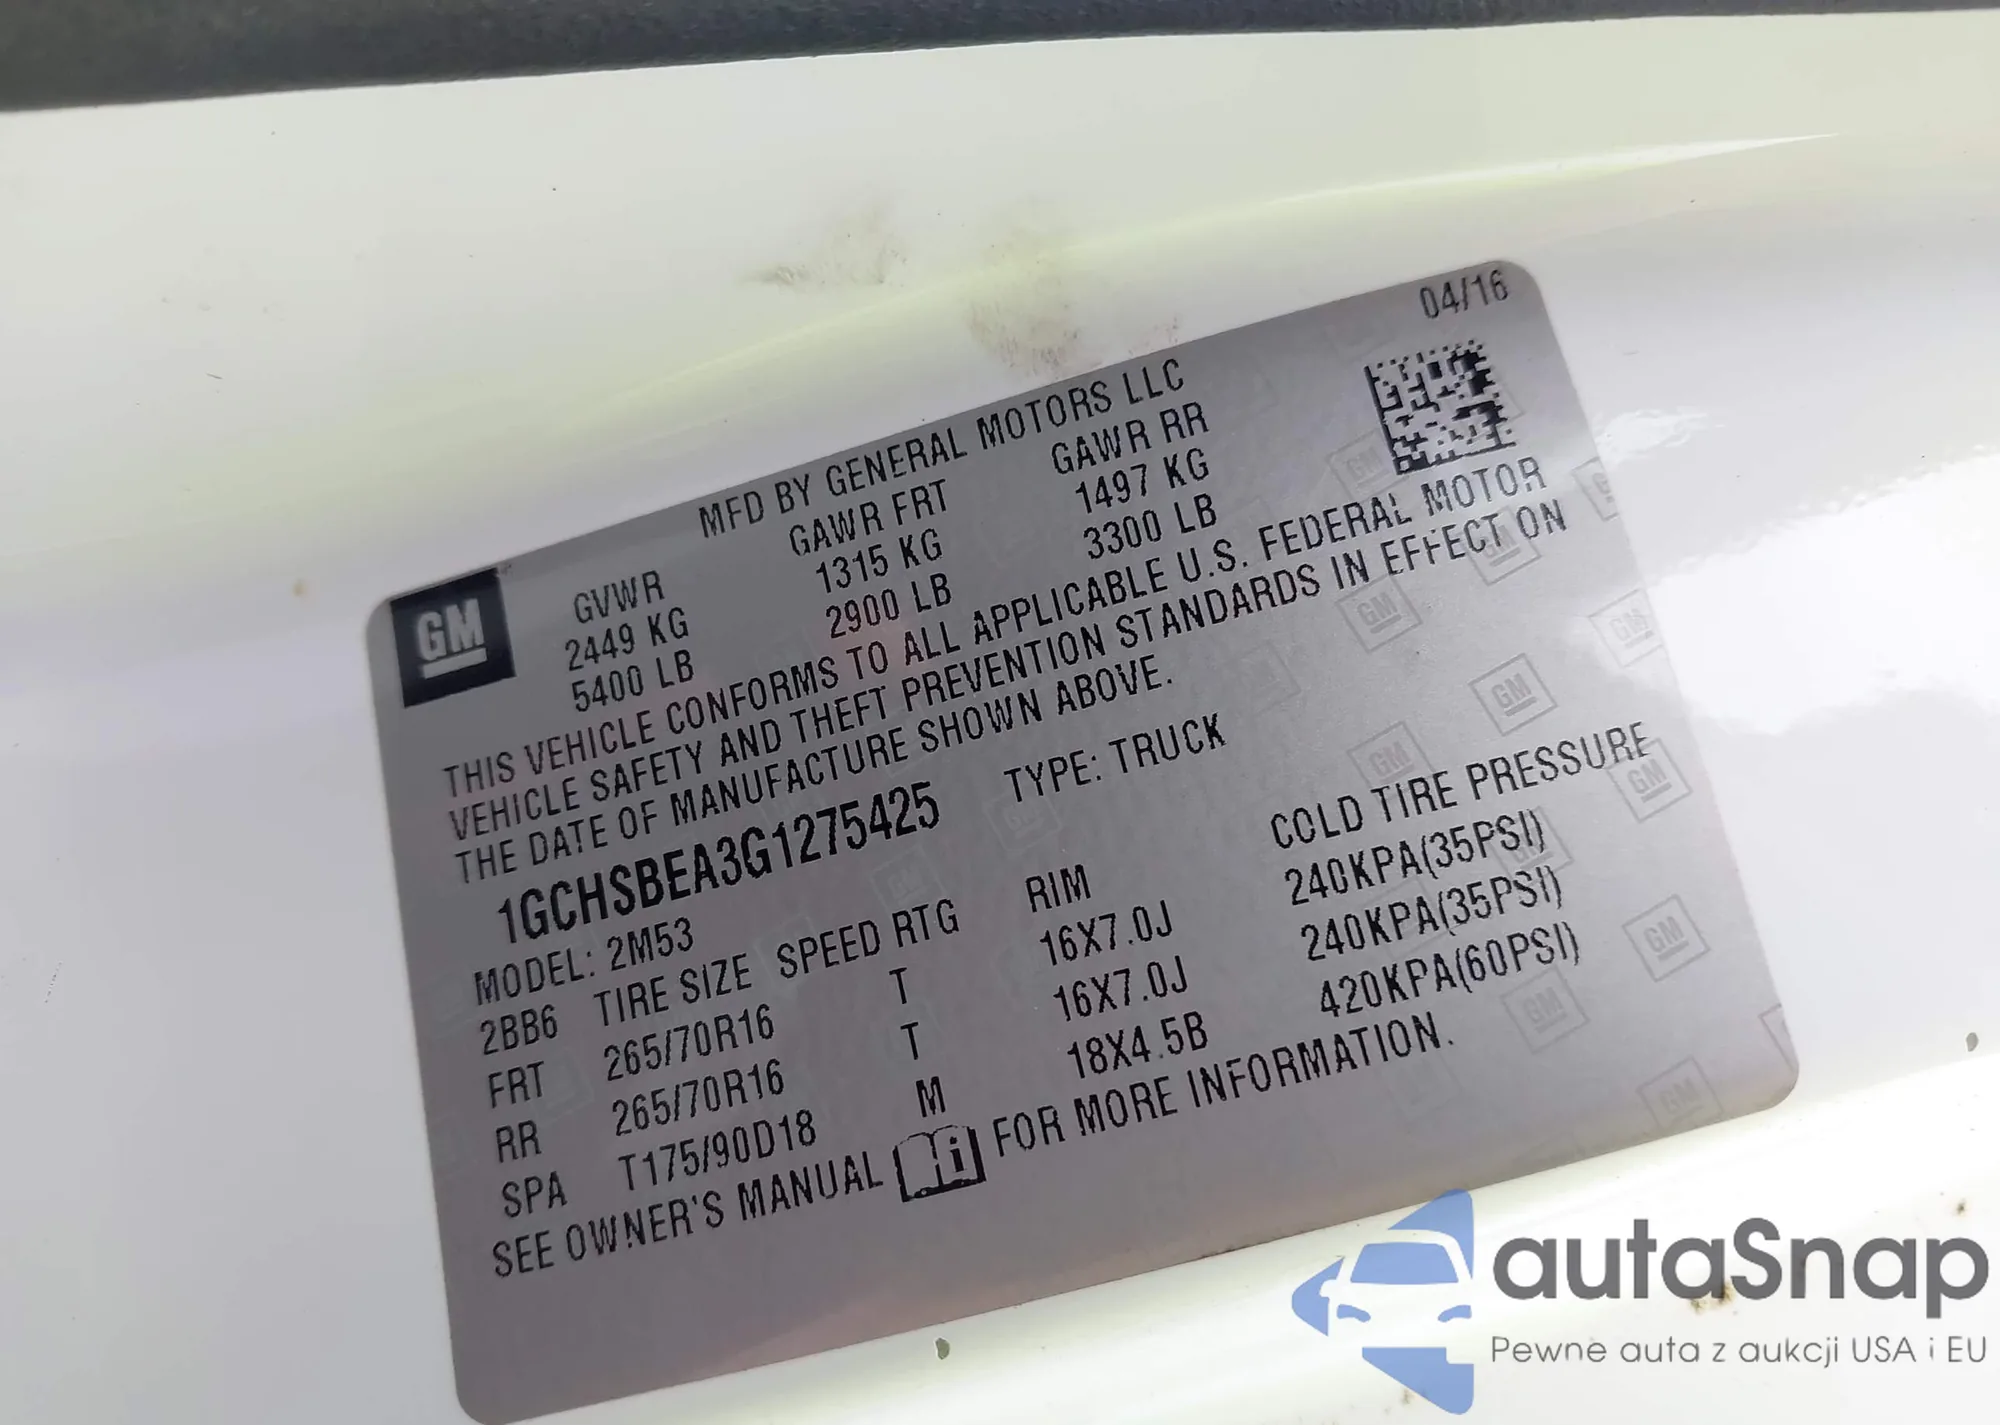 04/16
MFD BY GENERAL MOTORS LLC
GM
GVWR GAWR FRT GAWR RR
2449 KG 1315 KG 1497 KG
5400 LB 2900 LB 3300 LB
THIS VEHICLE CONFORMS TO ALL APPLICABLE U.S. FEDERAL MOTOR
VEHICLE SAFETY AND THEFT PREVENTION STANDARDS IN EFFECT ON
THE DATE OF MANUFACTURE SHOWN ABOVE.
1GCHSBEA3G1275425 TYPE: TRUCK
MODEL: 2M53
2BB6 TIRE SIZE SPEED RTG RIM COLD TIRE PRESSURE
FRT 265/70R16 T 16X7.0J 240KPA(35PSI)
RR 265/70R16 T 16X7.0J 240KPA(35PSI)
SPA T175/90D18 M 18X4.5B 420KPA(60PSI)
SEE OWNER'S MANUAL i FOR MORE INFORMATION.
autaSnap
Pewne auta z aukcji USA i EU